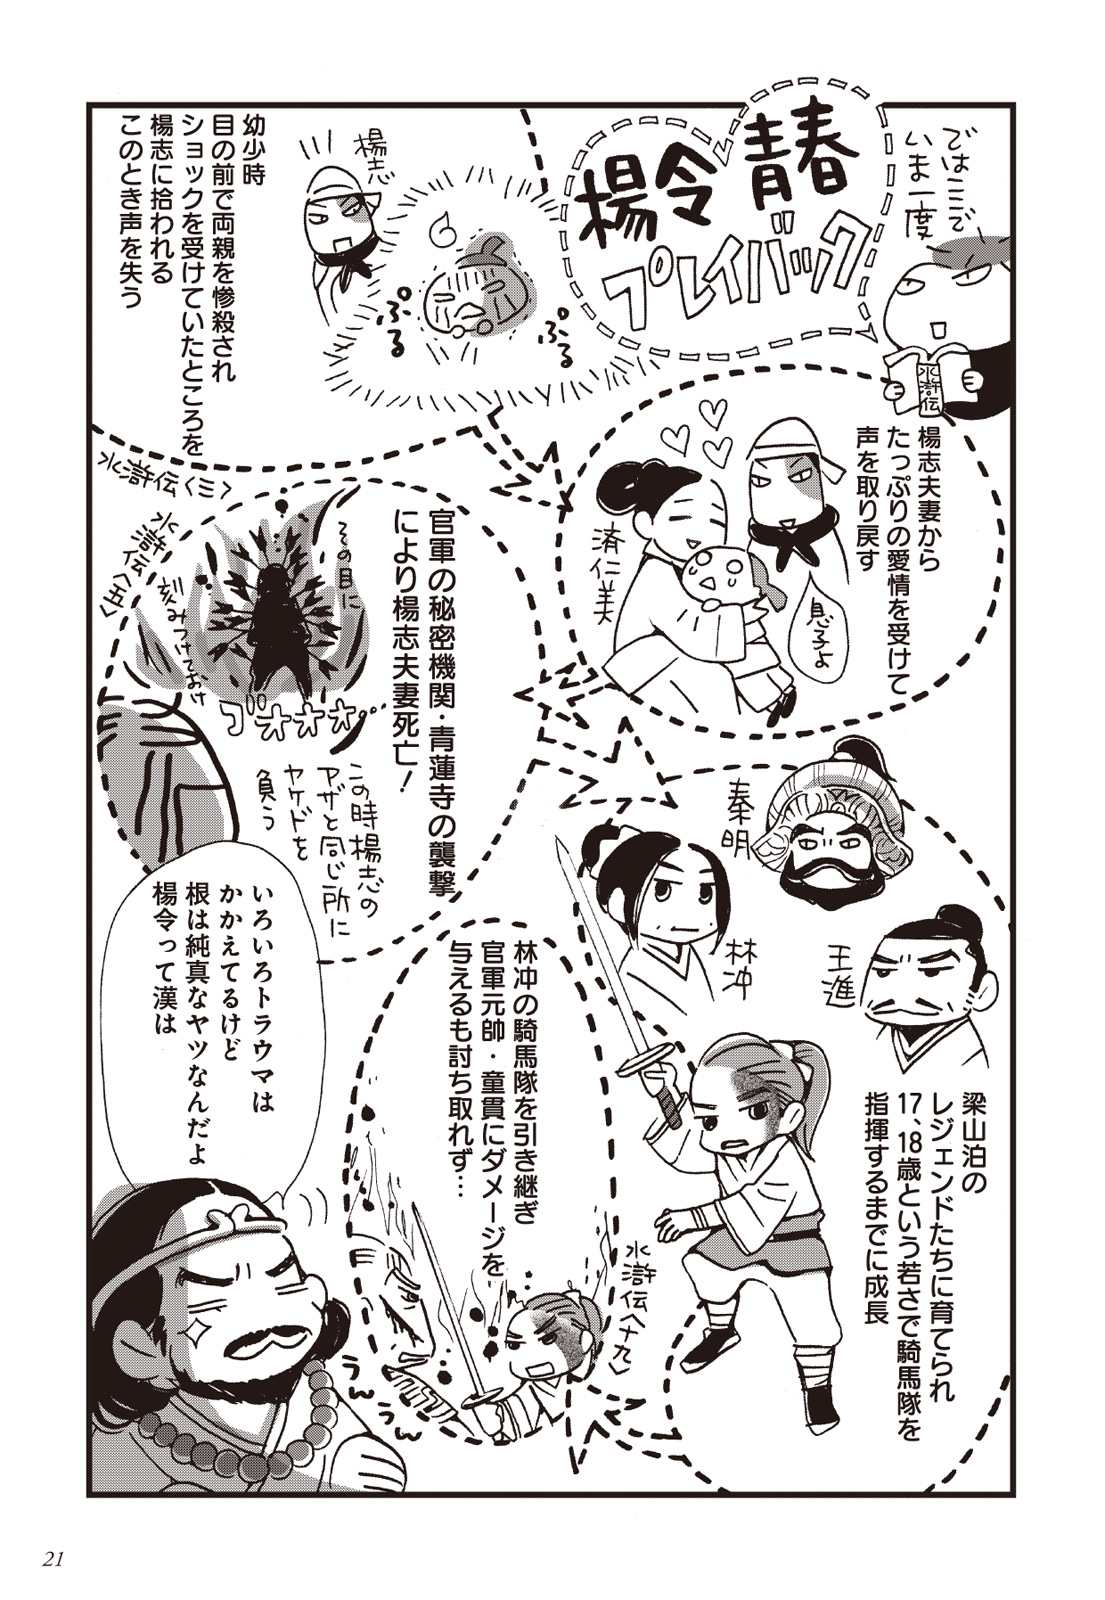 ではここで
いま一度
青春
楊令
プレイバック
水滸伝
幼少時
目の前で両親を惨殺され
ショックを受けていたところを
楊志に拾われる
このとき声を失う
楊志
ぷる
ぷる
水滸伝〈三〉
楊志夫妻から
たっぷりの愛情を受けて
声を取り戻す
済仁美
息子よ
官軍の秘密機関・青蓮寺の襲撃
により楊志夫妻死亡!
その目に
刻みつけておけ
水滸伝〈五〉
ゴオオオ
この時楊志の
アザと同じ所に
ヤケドを
負う
秦明
林冲
王進
梁山泊の
レジェンドたちに育てられ
17、18歳という若さで騎馬隊を
指揮するまでに成長
林冲の騎馬隊を引き継ぎ
官軍元帥・童貫にダメージを
与えるも討ち取れず…
水滸伝〈十九〉
いろいろトラウマは
かかえてるけど
根は純真なヤツなんだよ
楊令って漢は
うん
うん
21